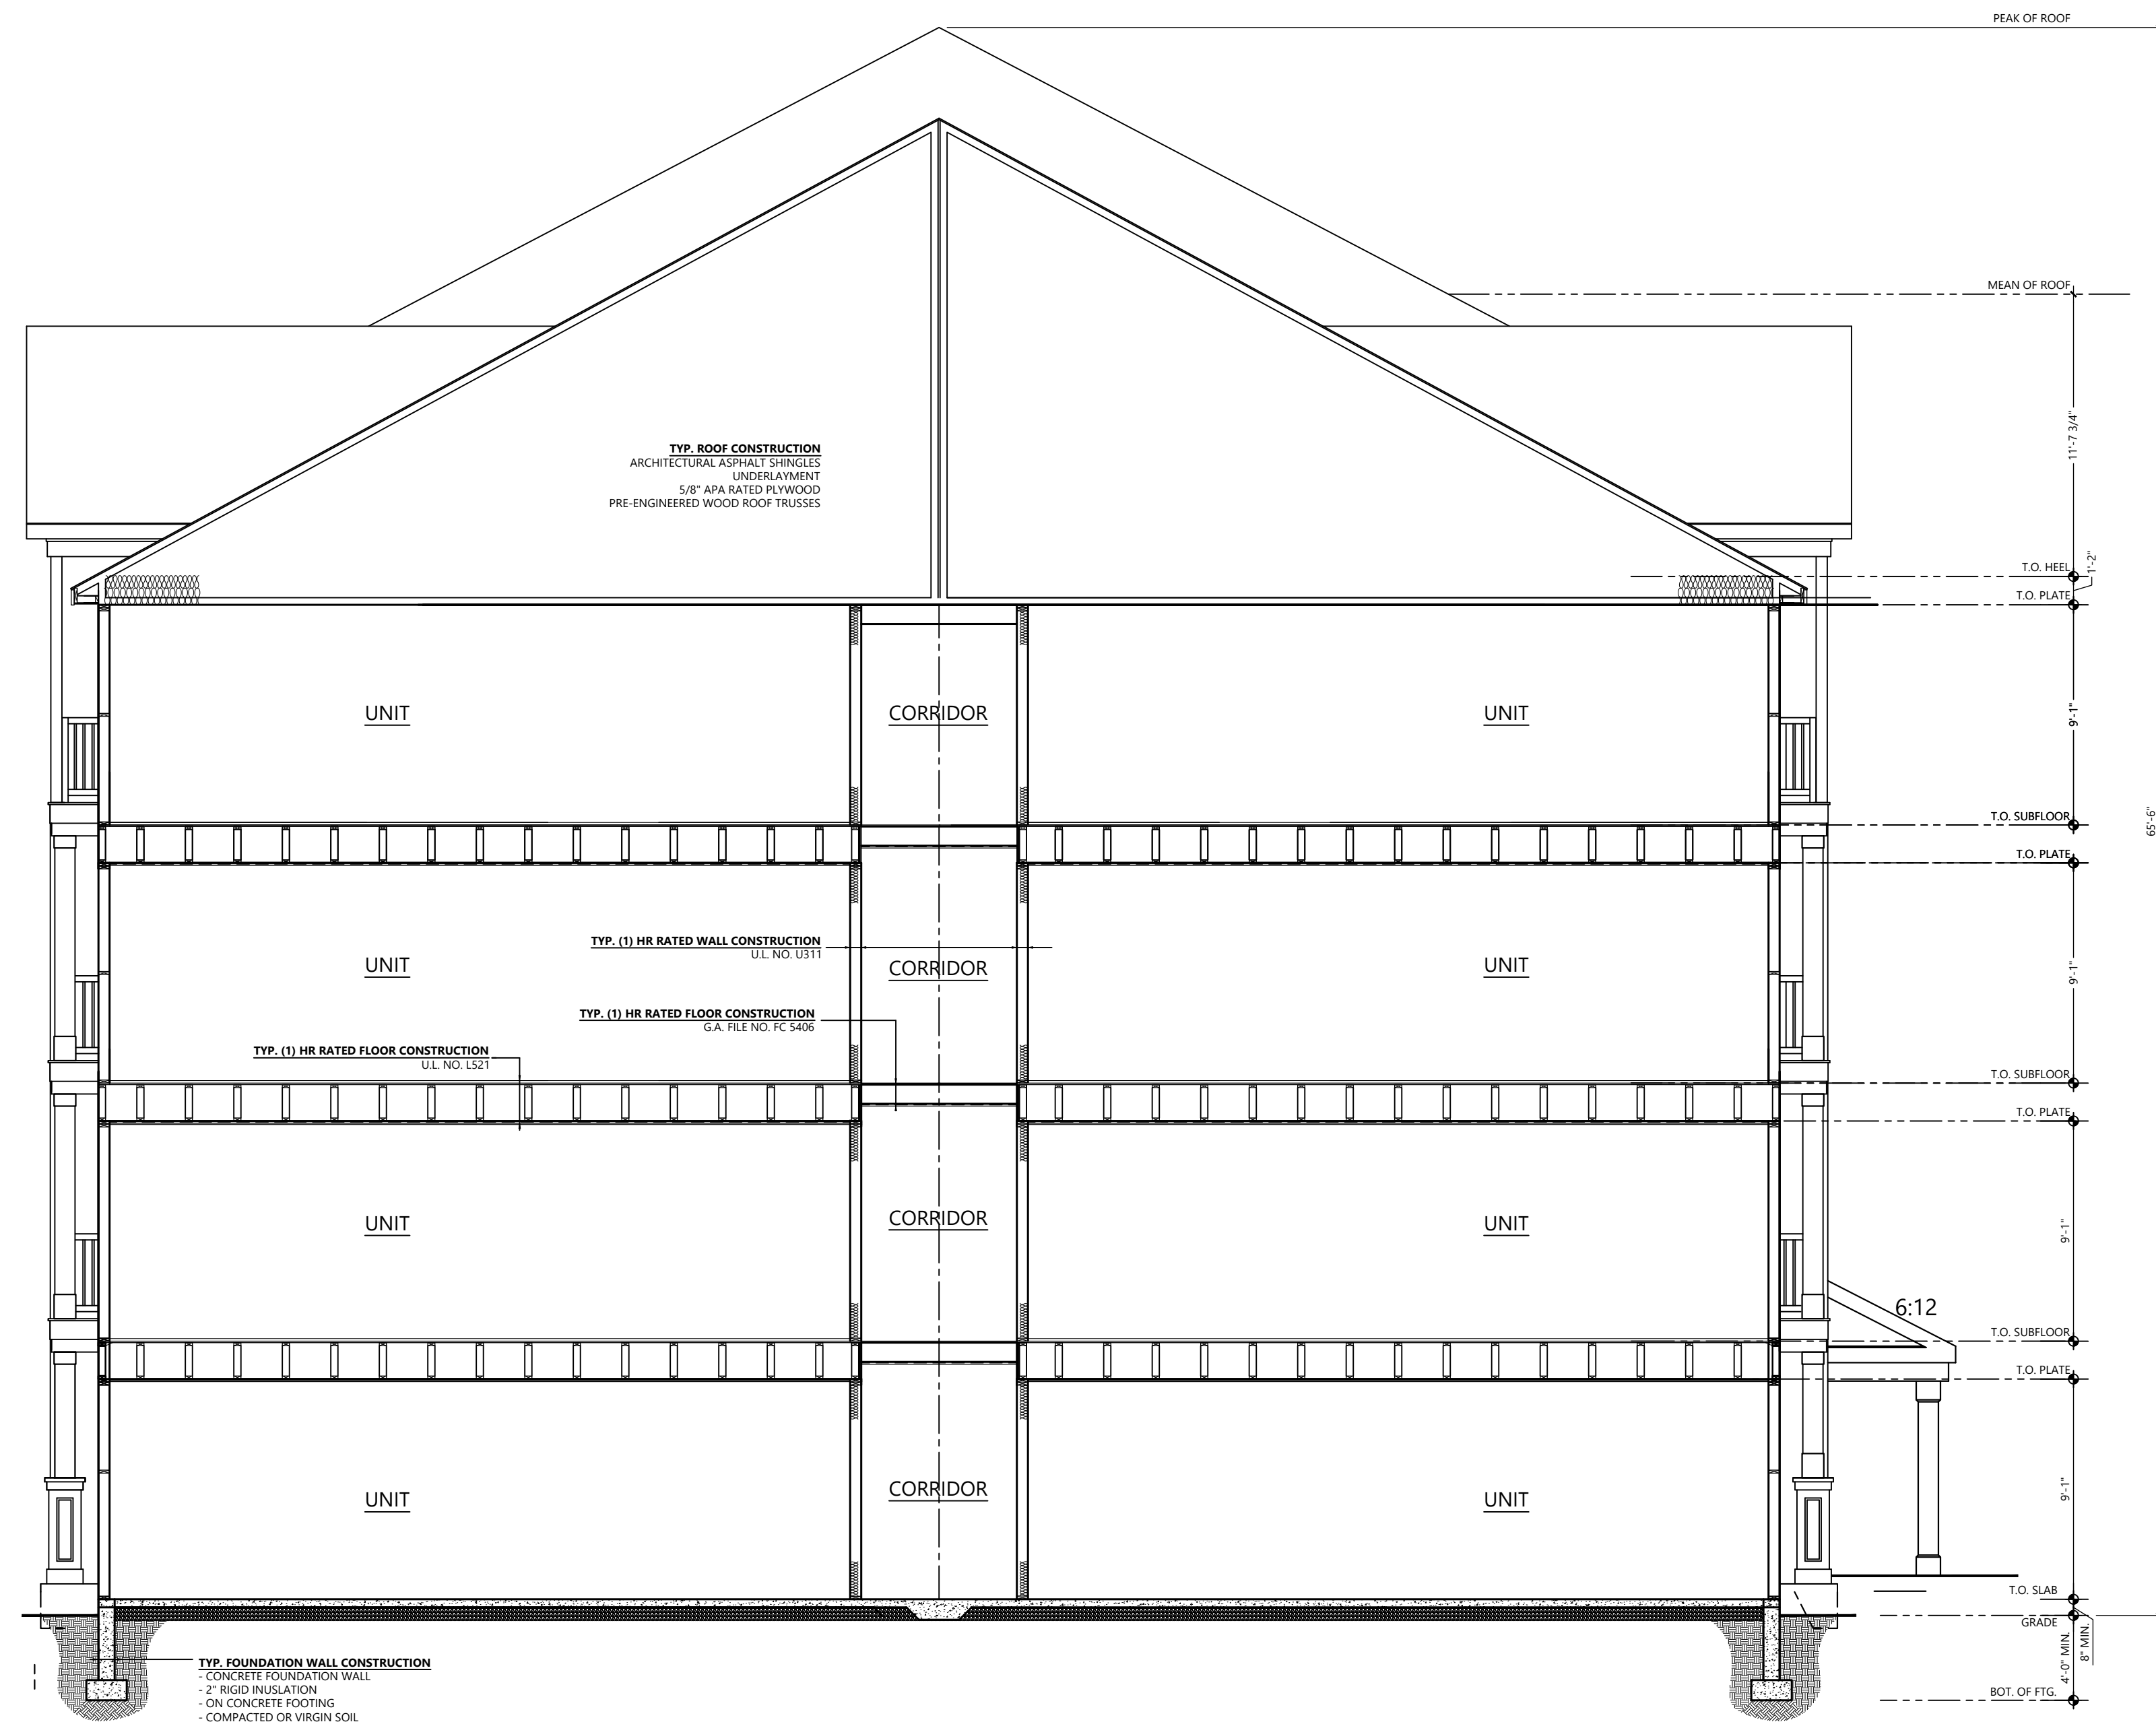 PEAK OF ROOF
MEAN OF ROOF
11'-7 3/4"
TYP. ROOF CONSTRUCTION
ARCHITECTURAL ASPHALT SHINGLES
UNDERLAYMENT
5/8" APA RATED PLYWOOD
PRE-ENGINEERED WOOD ROOF TRUSSES
T.O. HEEL
1'-2"
T.O. PLATE
UNIT
CORRIDOR
UNIT
9'-1"
T.O. SUBFLOOR
65'-6"
T.O. PLATE
TYP. (1) HR RATED WALL CONSTRUCTION
U.L. NO. U311
UNIT
CORRIDOR
UNIT
9'-1"
TYP. (1) HR RATED FLOOR CONSTRUCTION
G.A. FILE NO. FC 5406
TYP. (1) HR RATED FLOOR CONSTRUCTION
U.L. NO. L521
T.O. SUBFLOOR
T.O. PLATE
UNIT
CORRIDOR
UNIT
9'-1"
6:12
T.O. SUBFLOOR
T.O. PLATE
UNIT
CORRIDOR
UNIT
9'-1"
T.O. SLAB
GRADE
8" MIN.
4'-0" MIN.
BOT. OF FTG.
TYP. FOUNDATION WALL CONSTRUCTION
- CONCRETE FOUNDATION WALL
- 2" RIGID INUSLATION
- ON CONCRETE FOOTING
- COMPACTED OR VIRGIN SOIL